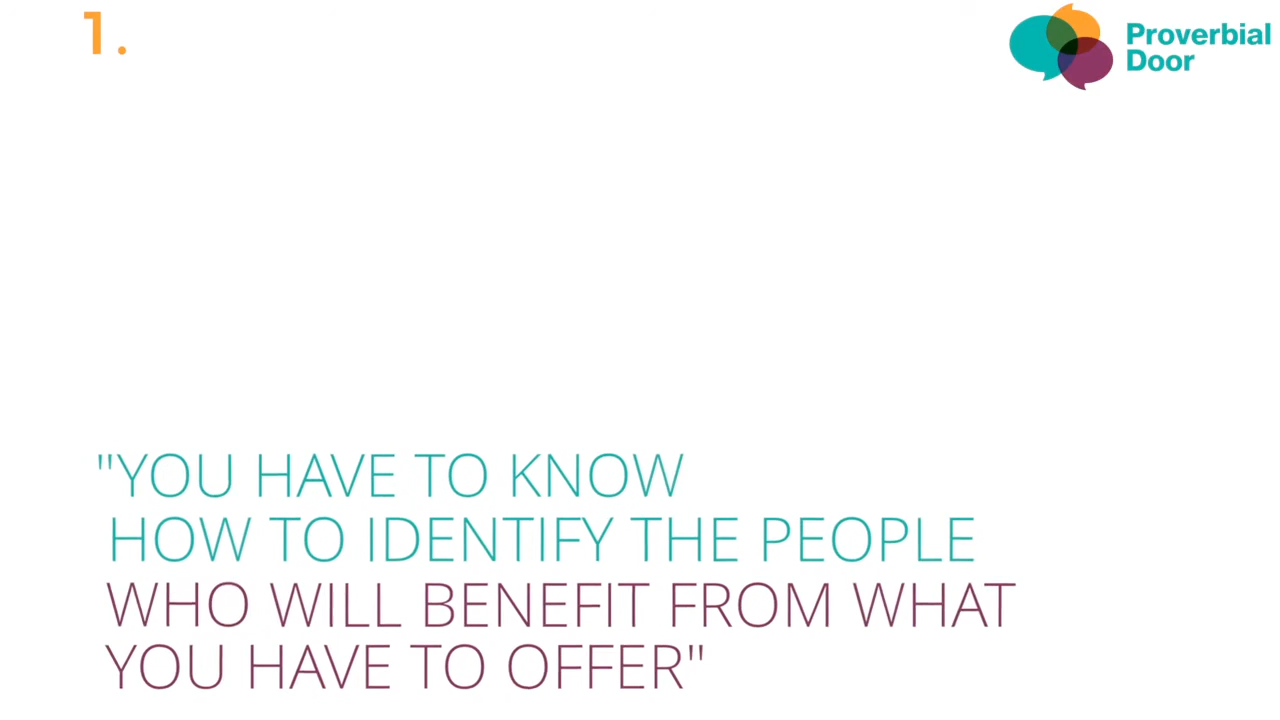 1.
Proverbial
Door
"YOU HAVE TO KNOW
HOW TO IDENTIFY THE PEOPLE
WHO WILL BENEFIT FROM WHAT
YOU HAVE TO OFFER"